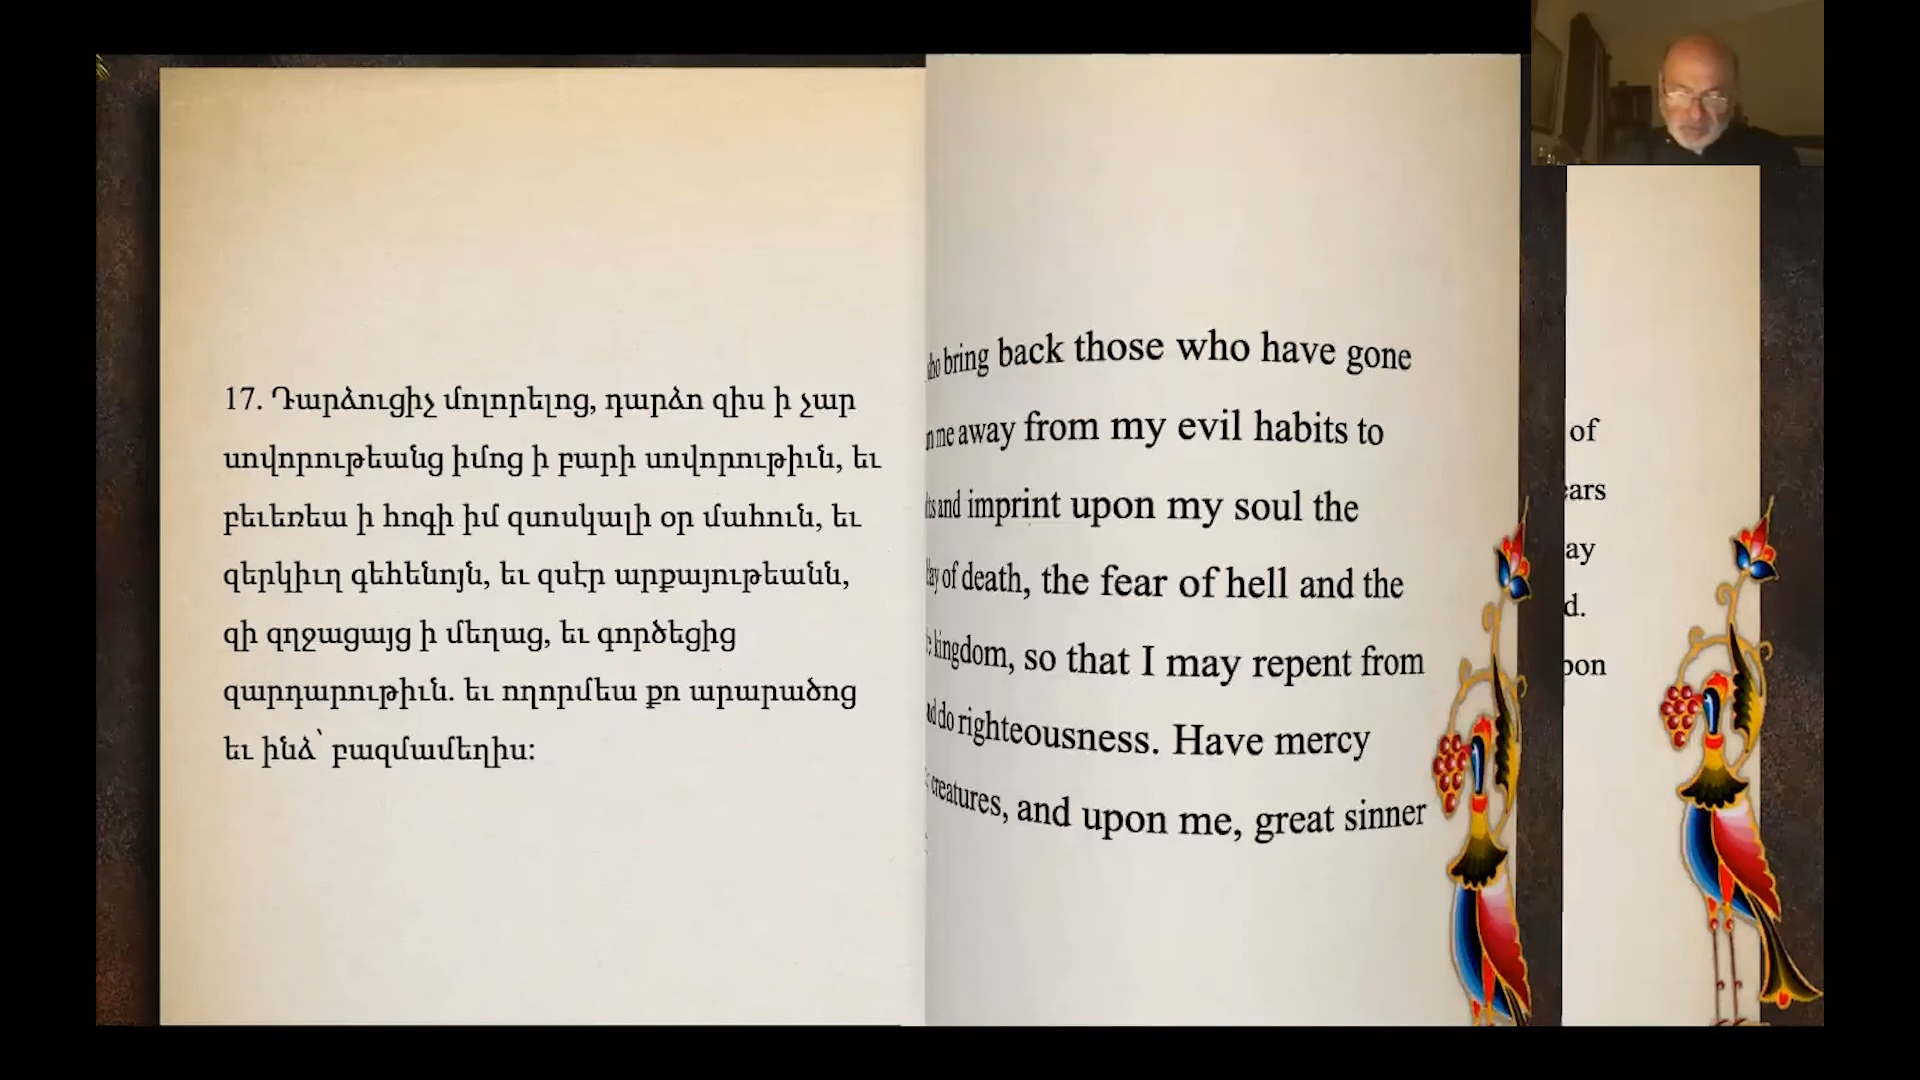 17. Դարձուցիչ մոլորելոց, դարձո զիս ի չար
սովորութեանց իմոց ի բարի սովորութիւն, եւ
բեւեռեա ի հոգի իմ զսոսկալի օր մահուն, եւ
զերկիւղ գեհենոյն, եւ զսէր արքայութեանն,
զի զղջացայց ի մեղաց, եւ գործեցից
զարդարութիւն. եւ ողորմեա քո արարածոց
եւ ինձ՝ բազմամեղիս:
bring back those who have gone
me away from my evil habits to
and imprint upon my soul the
of death, the fear of hell and the
kingdom, so that I may repent from
do righteousness. Have mercy
creatures, and upon me, great sinner
of